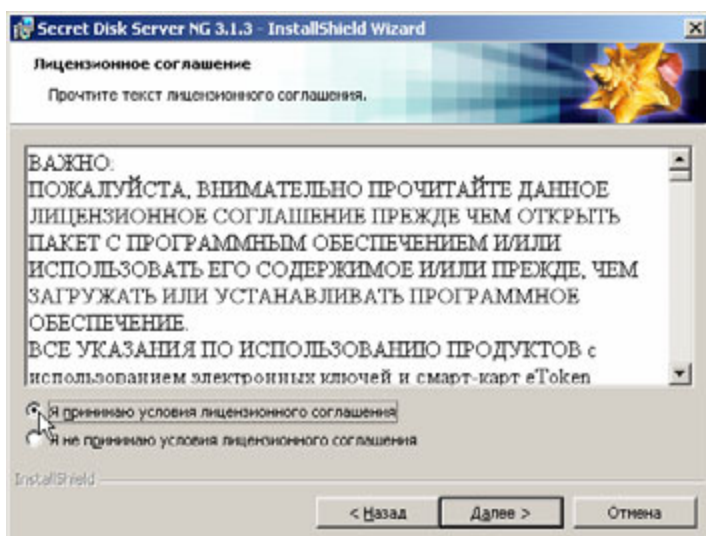 Secret Disk Server NG 3.1.3 - InstallShield Wizard
Лицензионное соглашение
Прочтите текст лицензионного соглашения.
ВАЖНО:
ПОЖАЛУЙСТА, ВНИМАТЕЛЬНО ПРОЧИТАЙТЕ ДАННОЕ
ЛИЦЕНЗИОННОЕ СОГЛАШЕНИЕ ПРЕЖДЕ ЧЕМ ОТКРЫТЬ
ПАКЕТ С ПРОГРАММНЫМ ОБЕСПЕЧЕНИЕМ И/ИЛИ
ИСПОЛЬЗОВАТЬ ЕГО СОДЕРЖИМОЕ И/ИЛИ ПРЕЖДЕ, ЧЕМ
ЗАГРУЖАТЬ ИЛИ УСТАНАВЛИВАТЬ ПРОГРАММНОЕ
ОБЕСПЕЧЕНИЕ.
ВСЕ УКАЗАНИЯ ПО ИСПОЛЬЗОВАНИЮ ПРОДУКТОВ с
использованием электронных ключей и смарт-карт eToken
Я принимаю условия лицензионного соглашения
Я не принимаю условия лицензионного соглашения
InstallShield
< Назад Далее > Отмена